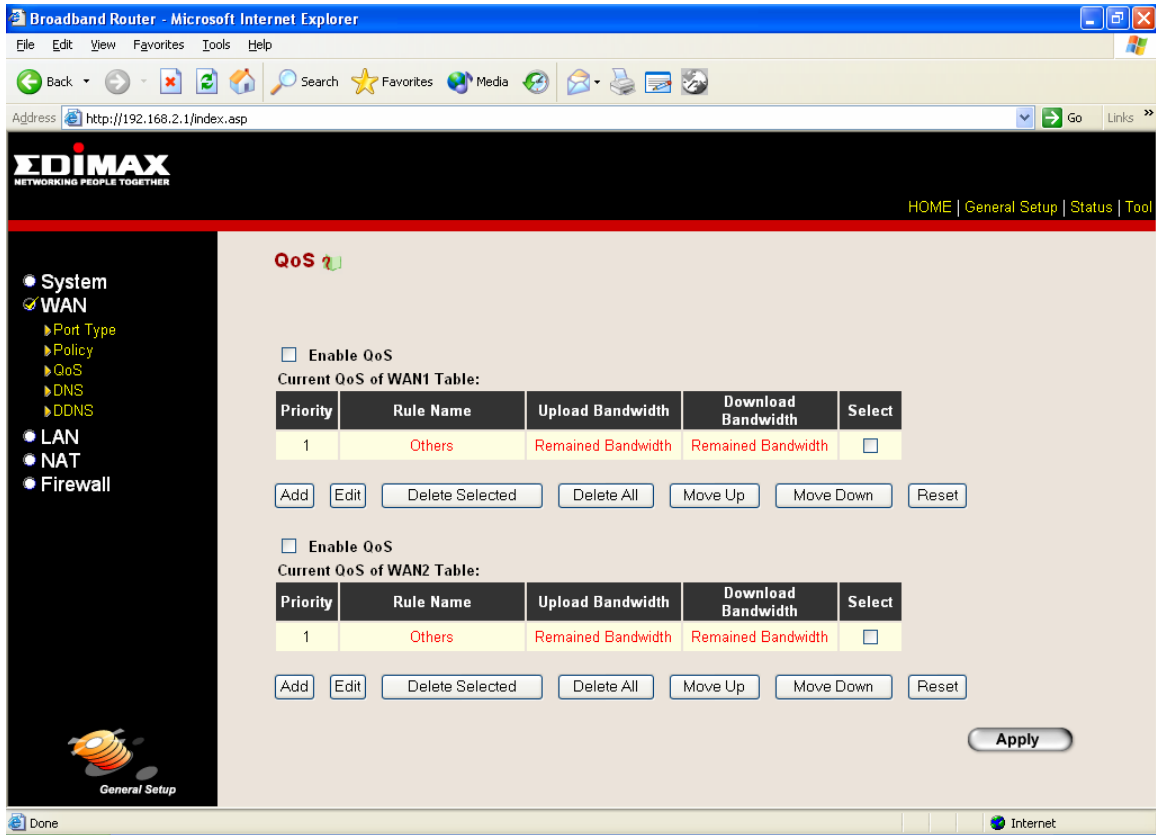 Broadband Router - Microsoft Internet Explorer
File Edit View Favorites Tools Help
Back Search Favorites Media
Address http://192.168.2.1/index.asp Go Links »
EDIMAX
NETWORKING PEOPLE TOGETHER
HOME | General Setup | Status | Tool
System
WAN
Port Type
Policy
QoS
DNS
DDNS
LAN
NAT
Firewall
General Setup
QoS
Enable QoS
Current QoS of WAN1 Table:
Priority Rule Name Upload Bandwidth Download Bandwidth Select
1 Others Remained Bandwidth Remained Bandwidth
Add Edit Delete Selected Delete All Move Up Move Down Reset
Enable QoS
Current QoS of WAN2 Table:
Priority Rule Name Upload Bandwidth Download Bandwidth Select
1 Others Remained Bandwidth Remained Bandwidth
Add Edit Delete Selected Delete All Move Up Move Down Reset
Apply
Done Internet